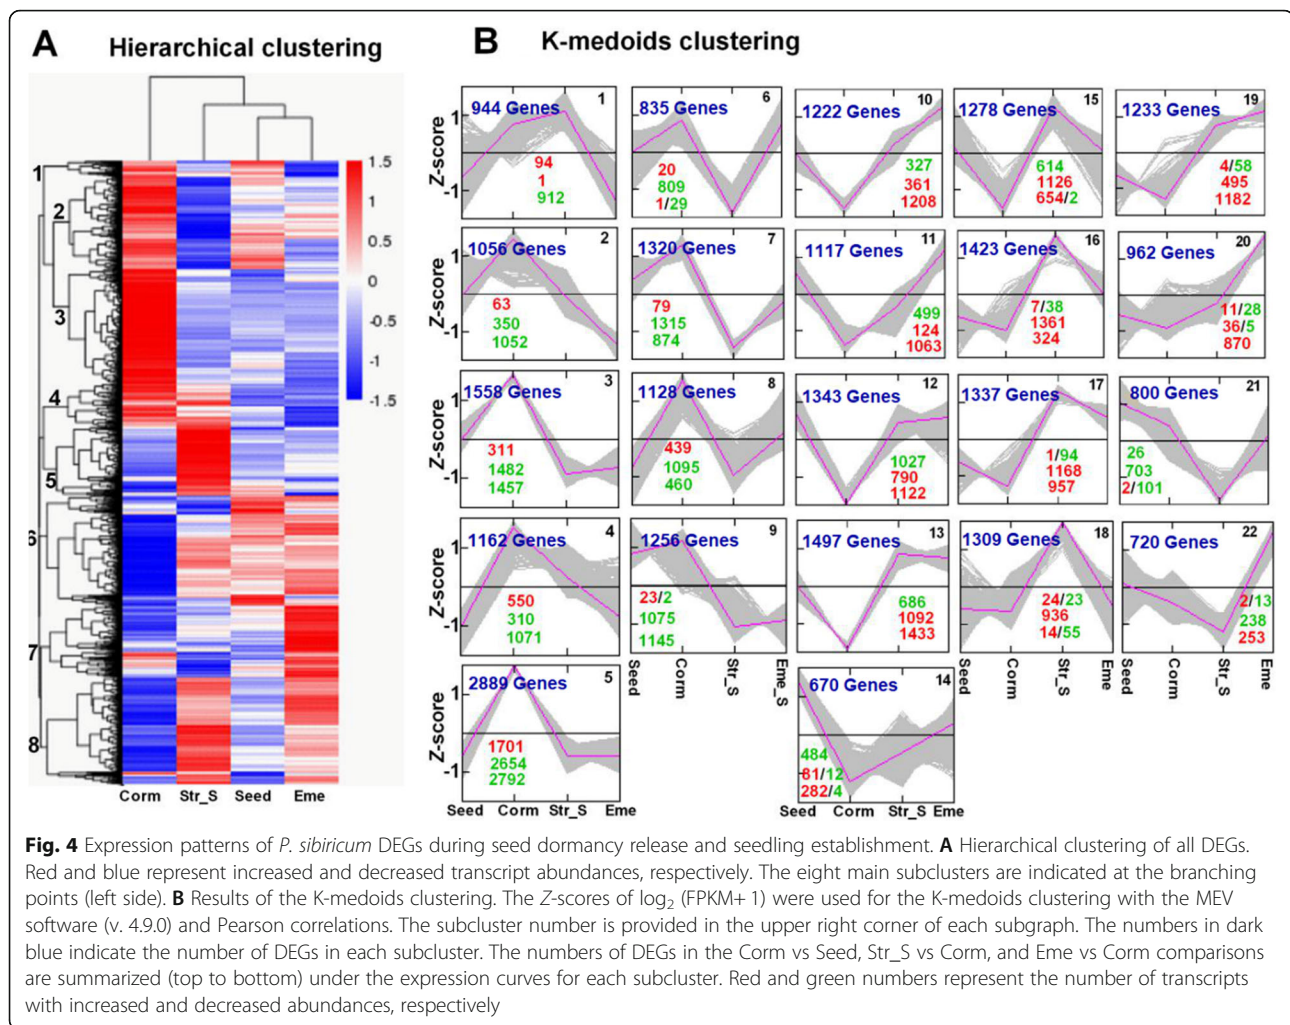 A Hierarchical clustering
1
2
3
4
5
6
7
8
1.5
1
0.5
0
-0.5
-1
-1.5
Corm Str_S Seed Eme
B K-medoids clustering
944 Genes 1
94
1
912
835 Genes 6
20
809
1/29
1222 Genes 10
327
361
1208
1278 Genes 15
614
1126
654/2
1233 Genes 19
4/58
495
1182
Z-score 1 -1
1056 Genes 2
63
350
1052
1320 Genes 7
79
1315
874
1117 Genes 11
499
124
1063
1423 Genes 16
7/38
1361
324
962 Genes 20
11/28
36/5
870
Z-score 1 -1
1558 Genes 3
311
1482
1457
1128 Genes 8
439
1095
460
1343 Genes 12
1027
790
1122
1337 Genes 17
1/94
1168
957
800 Genes 21
26
703
2/101
Z-score 1 -1
1162 Genes 4
550
310
1071
1256 Genes 9
23/2
1075
1145
1497 Genes 13
686
1092
1433
1309 Genes 18
24/23
936
14/55
720 Genes 22
2/13
238
253
Z-score 1 -1
Seed Corm Str_S Eme_S
Seed Corm Str_S Eme
Seed Corm Str_S Eme
2889 Genes 5
1701
2654
2792
670 Genes 14
484
81/12
282/4
Z-score 1 -1
Seed Corm Str_S Eme
Seed Corm Str_S Eme
Fig. 4 Expression patterns of P. sibiricum DEGs during seed dormancy release and seedling establishment. A Hierarchical clustering of all DEGs.
Red and blue represent increased and decreased transcript abundances, respectively. The eight main subclusters are indicated at the branching
points (left side). B Results of the K-medoids clustering. The Z-scores of log2 (FPKM+ 1) were used for the K-medoids clustering with the MEV
software (v. 4.9.0) and Pearson correlations. The subcluster number is provided in the upper right corner of each subgraph. The numbers in dark
blue indicate the number of DEGs in each subcluster. The numbers of DEGs in the Corm vs Seed, Str_S vs Corm, and Eme vs Corm comparisons
are summarized (top to bottom) under the expression curves for each subcluster. Red and green numbers represent the number of transcripts
with increased and decreased abundances, respectively